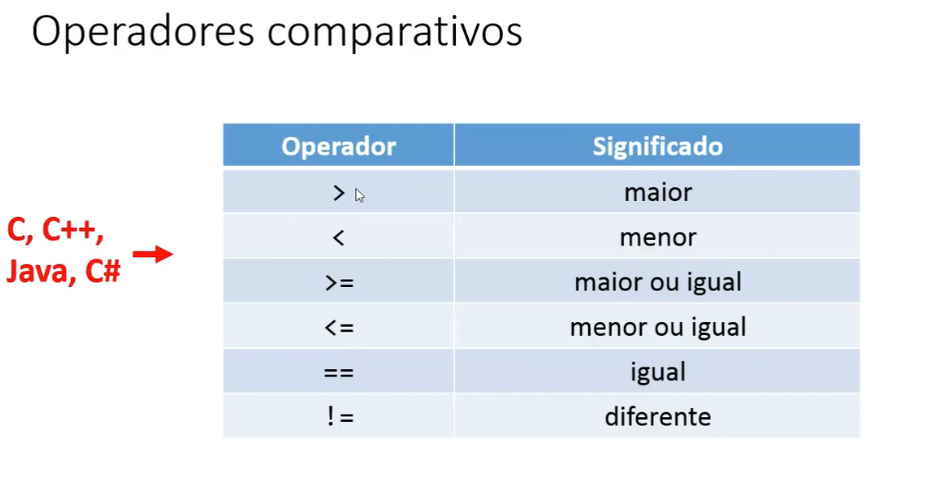 Operadores comparativos
Operador Significado
> maior
< menor
>= maior ou igual
<= menor ou igual
== igual
!= diferente
C, C++,
Java, C#